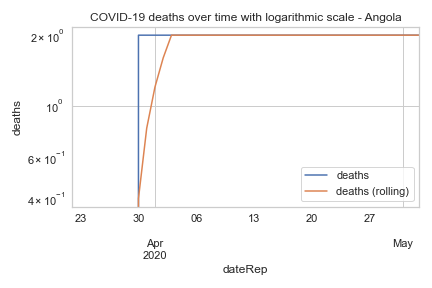 COVID-19 deaths over time with logarithmic scale - Angola
deaths
2 × 10⁰
10⁰
6 × 10⁻¹
4 × 10⁻¹
deaths
deaths (rolling)
23 30 06 13 20 27
Apr May
2020
dateRep